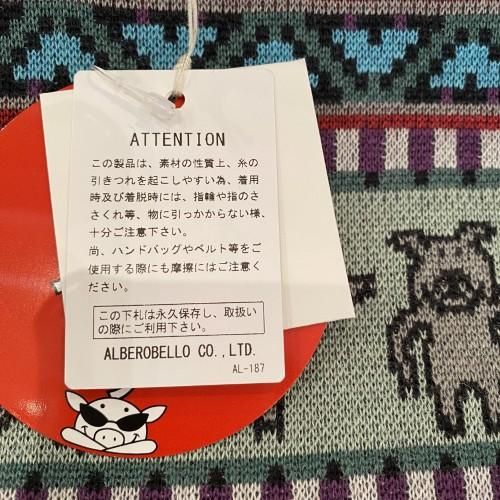 ATTENTION
この製品は、素材の性質上、糸の
引きつれを起こしやすい為、着用
時及び着脱時には、指輪や指のさ
さくれ等、物に引っかからない様、
十分ご注意下さい。
尚、ハンドバッグやベルト等をご
使用する際にも摩擦にはご注意く
ださい。
この下札は永久保存し、取扱い
の際にご利用下さい。
ALBEROBELLO CO.,LTD.
AL-187